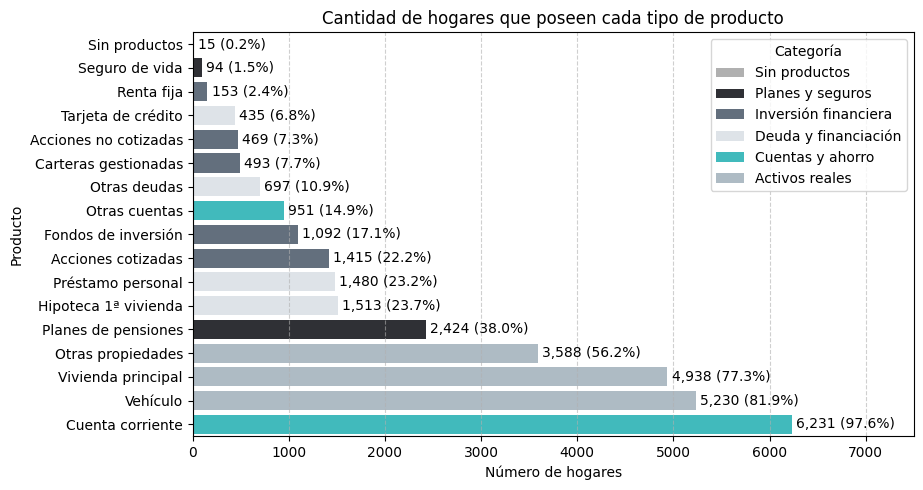 Cantidad de hogares que poseen cada tipo de producto
Sin productos 15 (0.2%)
Seguro de vida 94 (1.5%)
Renta fija 153 (2.4%)
Tarjeta de crédito 435 (6.8%)
Acciones no cotizadas 469 (7.3%)
Carteras gestionadas 493 (7.7%)
Otras deudas 697 (10.9%)
Otras cuentas 951 (14.9%)
Fondos de inversión 1,092 (17.1%)
Acciones cotizadas 1,415 (22.2%)
Préstamo personal 1,480 (23.2%)
Hipoteca 1ª vivienda 1,513 (23.7%)
Planes de pensiones 2,424 (38.0%)
Otras propiedades 3,588 (56.2%)
Vivienda principal 4,938 (77.3%)
Vehículo 5,230 (81.9%)
Cuenta corriente 6,231 (97.6%)
Producto
0 1000 2000 3000 4000 5000 6000 7000
Número de hogares
Categoría
Sin productos
Planes y seguros
Inversión financiera
Deuda y financiación
Cuentas y ahorro
Activos reales